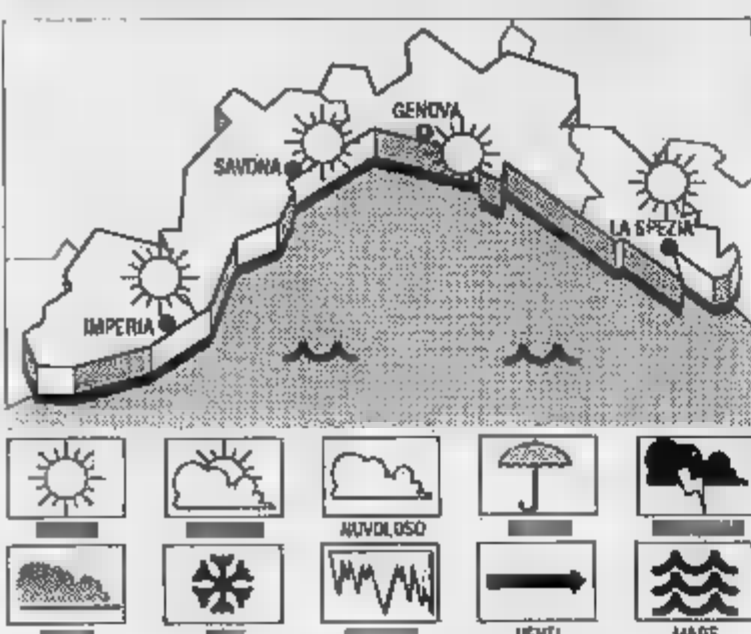 GENOVA
SAVONA
LA SPEZIA
IMPERIA
NUVOLOSO
VENTI
MARE